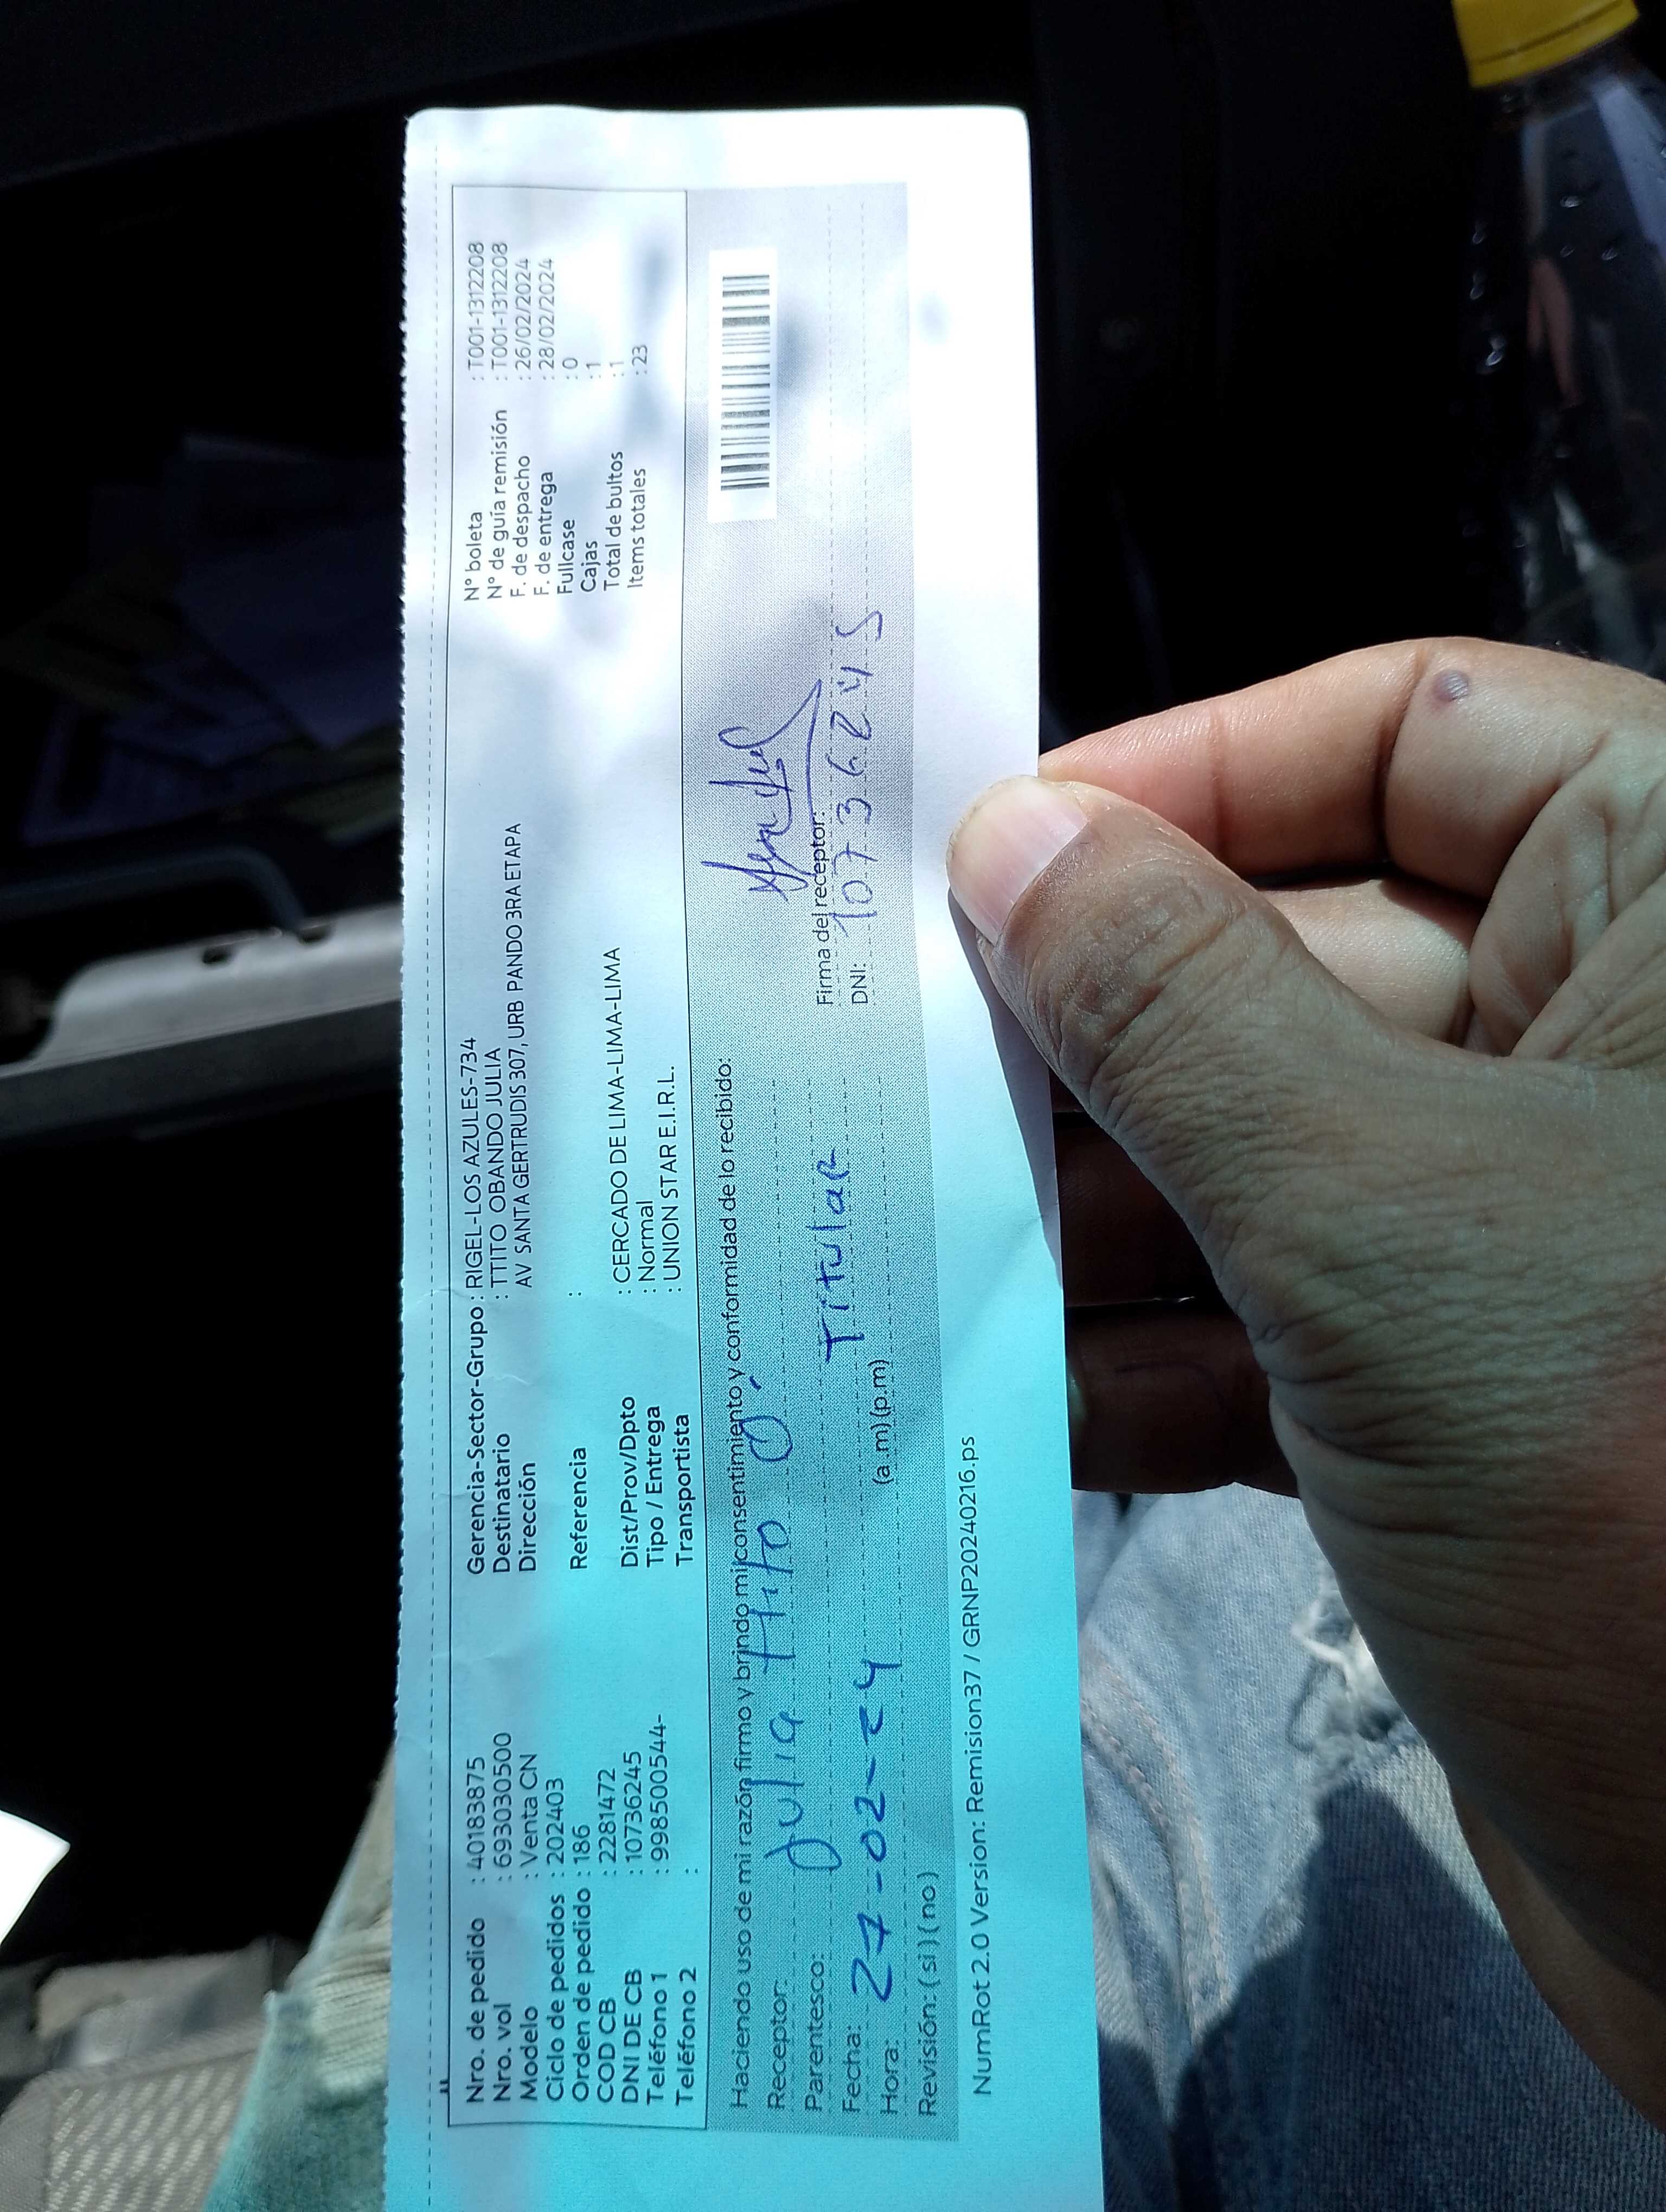 Nro. de pedido : 40183875
Nro. vol : 693030500
Modelo : Venta CN
Ciclo de pedidos : 202403
Orden de pedido : 186
COD CB : 2281472
DNI DE CB : 10736245
Teléfono 1 : 998500544-
Teléfono 2 :
Gerencia-Sector-Grupo : RIGEL-LOS AZULES-734
Destinatario : TTITO OBANDO JULIA
Dirección AV SANTA GERTRUDIS 307, URB PANDO 3RA ETAPA
Referencia :
Dist/Prov/Dpto : CERCADO DE LIMA-LIMA-LIMA
Tipo / Entrega : Normal
Transportista : UNION STAR E.I.R.L.
N° boleta : T001-1312208
N° de guía remisión : T001-1312208
F. de despacho : 26/02/2024
F. de entrega : 28/02/2024
Fullcase : 0
Cajas : 1
Total de bultos : 1
Items totales : 23
Haciendo uso de mi razón firmo y brindo mi consentimiento y conformidad de lo recibido:
Receptor: Julia Ttito O.
Parentesco: Titular
Fecha: 27-02-24
Hora: (a .m) (p.m)
Revisión: ( si ) ( no )
Firma del receptor:
DNI: 10736245
NumRot 2.0 Version: Remision37 / GRNP20240216.ps